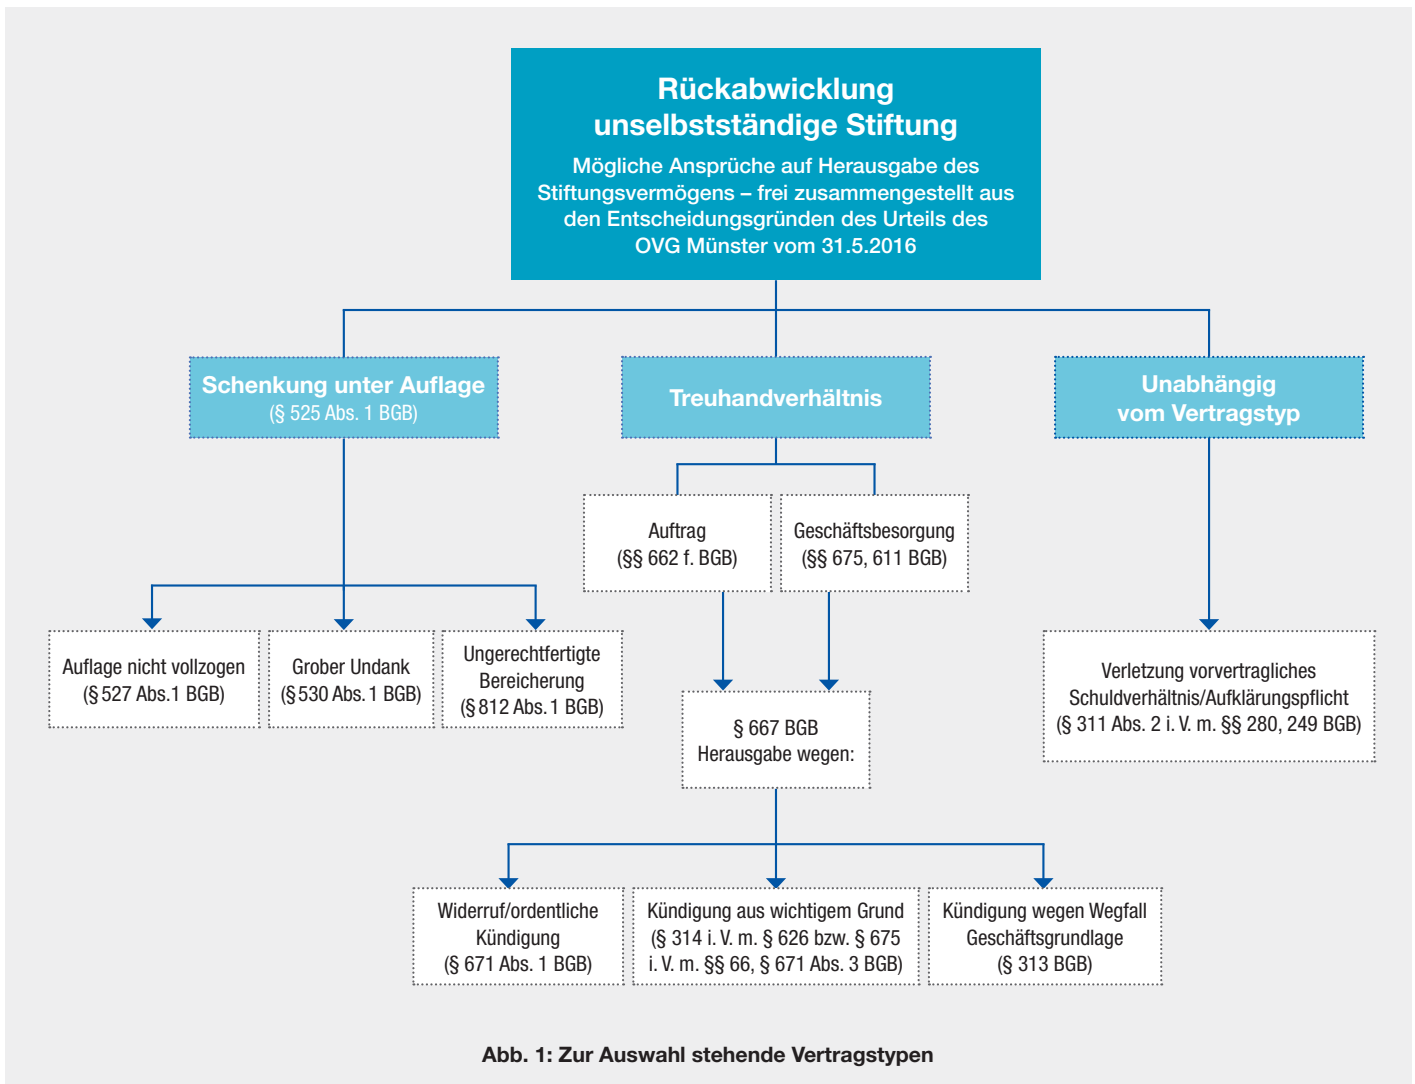 Rückabwicklung
unselbstständige Stiftung
Mögliche Ansprüche auf Herausgabe des
Stiftungsvermögens – frei zusammengestellt aus
den Entscheidungsgründen des Urteils des
OVG Münster vom 31.5.2016
Schenkung unter Auflage
(§ 525 Abs. 1 BGB)
Treuhandverhältnis
Unabhängig
vom Vertragstyp
Auftrag
(§§ 662 f. BGB)
Geschäftsbesorgung
(§§ 675, 611 BGB)
Auflage nicht vollzogen
(§ 527 Abs.1 BGB)
Grober Undank
(§ 530 Abs. 1 BGB)
Ungerechtfertigte
Bereicherung
(§ 812 Abs. 1 BGB)
Verletzung vorvertragliches
Schuldverhältnis/Aufklärungspflicht
(§ 311 Abs. 2 i. V. m. §§ 280, 249 BGB)
§ 667 BGB
Herausgabe wegen:
Widerruf/ordentliche
Kündigung
(§ 671 Abs. 1 BGB)
Kündigung aus wichtigem Grund
(§ 314 i. V. m. § 626 bzw. § 675
i. V. m. §§ 66, § 671 Abs. 3 BGB)
Kündigung wegen Wegfall
Geschäftsgrundlage
(§ 313 BGB)
Abb. 1: Zur Auswahl stehende Vertragstypen